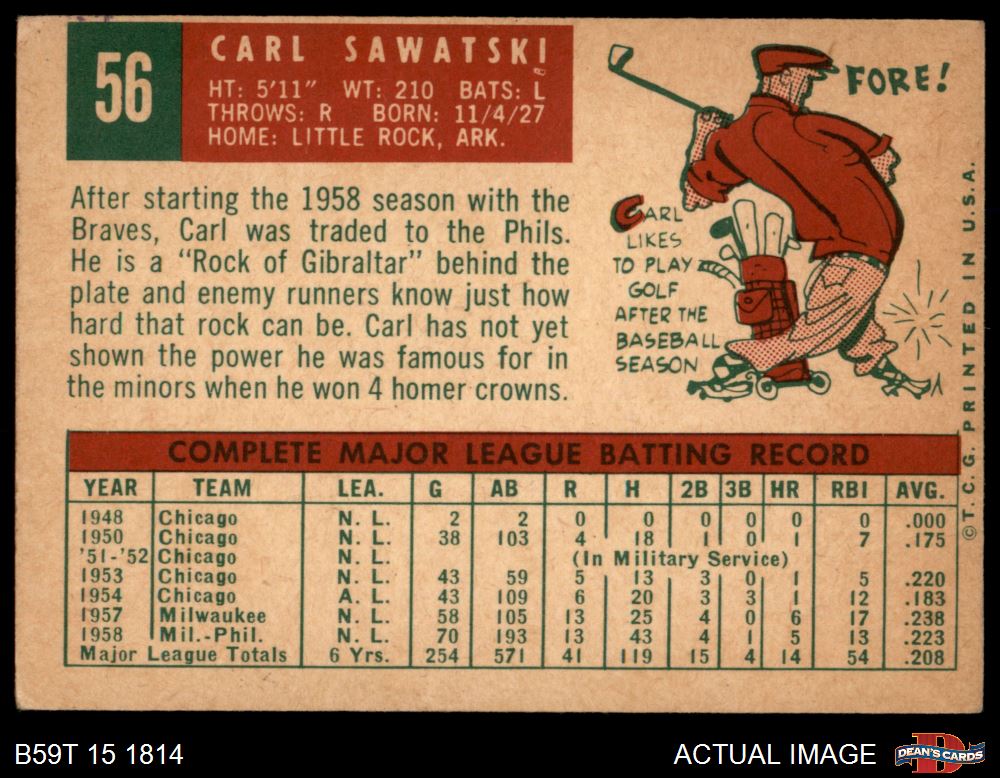 56
CARL SAWATSKI
HT: 5'11" WT: 210 BATS: L
THROWS: R BORN: 11/4/27
HOME: LITTLE ROCK, ARK.
FORE!
After starting the 1958 season with the
Braves, Carl was traded to the Phils.
He is a "Rock of Gibraltar" behind the
plate and enemy runners know just how
hard that rock can be. Carl has not yet
shown the power he was famous for in
the minors when he won 4 homer crowns.
CARL
LIKES
TO PLAY
GOLF
AFTER THE
BASEBALL
SEASON
COMPLETE MAJOR LEAGUE BATTING RECORD
YEAR TEAM LEA. G AB R H 2B 3B HR RBI AVG.
1948 Chicago N. L. 2 2 0 0 0 0 0 0 .000
1950 Chicago N. L. 38 103 4 18 1 0 1 7 .175
'51-'52 Chicago N. L. (In Military Service)
1953 Chicago N. L. 43 59 5 13 3 0 1 5 .220
1954 Chicago A. L. 43 109 6 20 3 3 1 12 .183
1957 Milwaukee N. L. 58 105 13 25 4 0 6 17 .238
1958 Mil.-Phil. N. L. 70 193 13 43 4 1 5 13 .223
Major League Totals 6 Yrs. 254 571 41 119 15 4 14 54 .208
©T.C.G. PRINTED IN U.S.A.
B59T 15 1814
ACTUAL IMAGE
DEAN'S CARDS